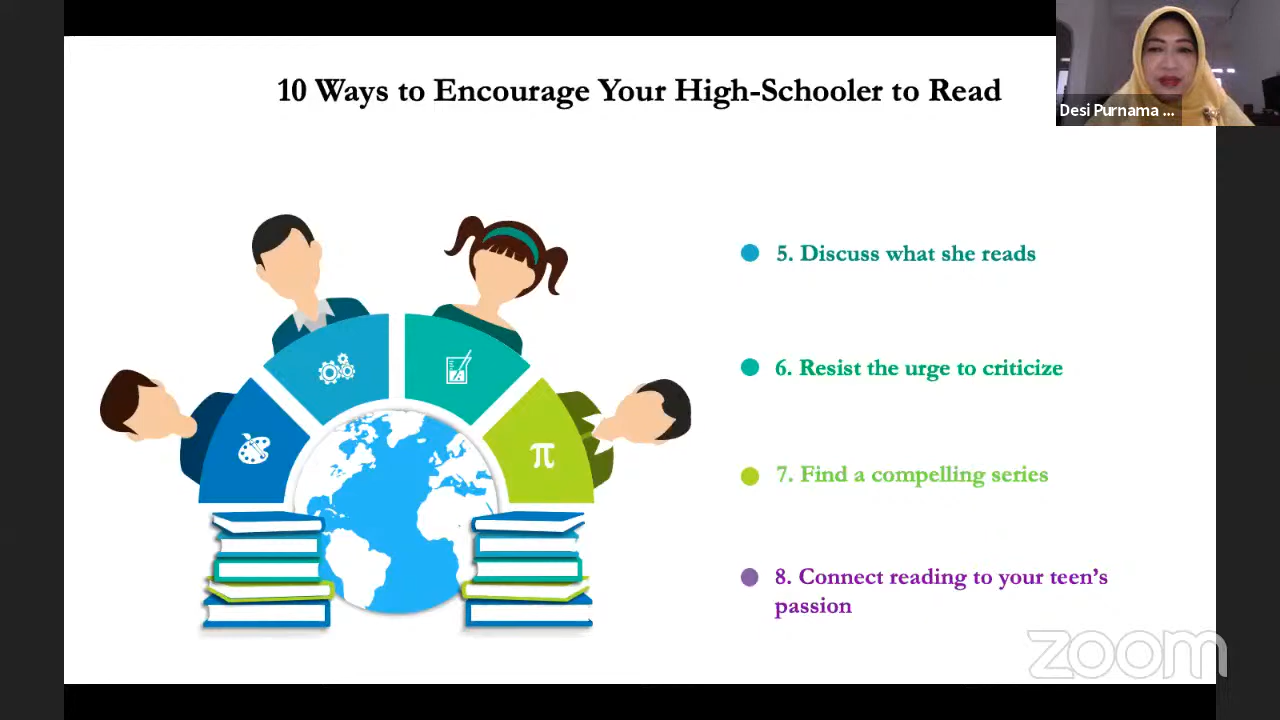 10 Ways to Encourage Your High-Schooler to Read
Desi Purnama ...
5. Discuss what she reads
6. Resist the urge to criticize
π
7. Find a compelling series
8. Connect reading to your teen's
passion
zoom